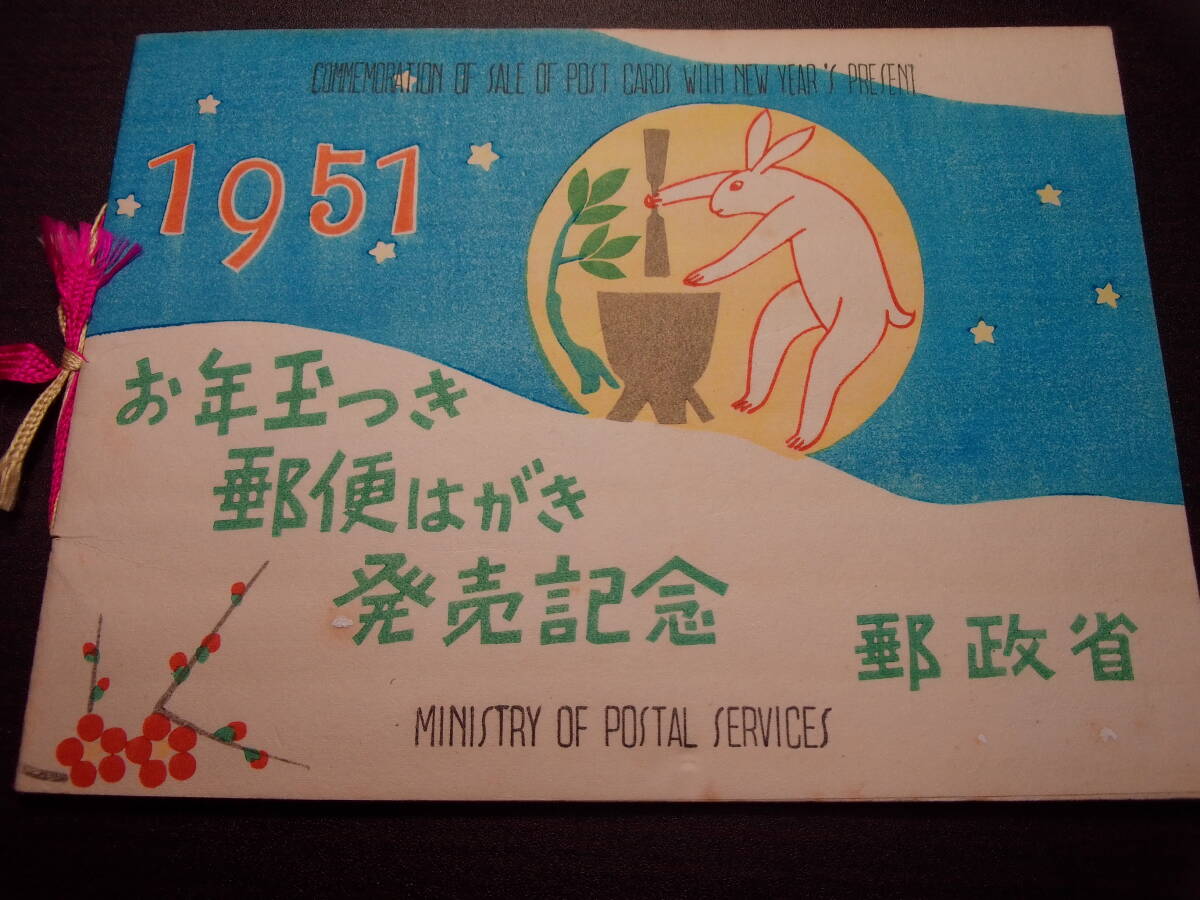 COMMEMORATION OF SALE OF POST CARDS WITH NEW YEAR'S PRESENT
1951
お年玉つき
郵便はがき
発売記念
郵政省
MINISTRY OF POSTAL SERVICES